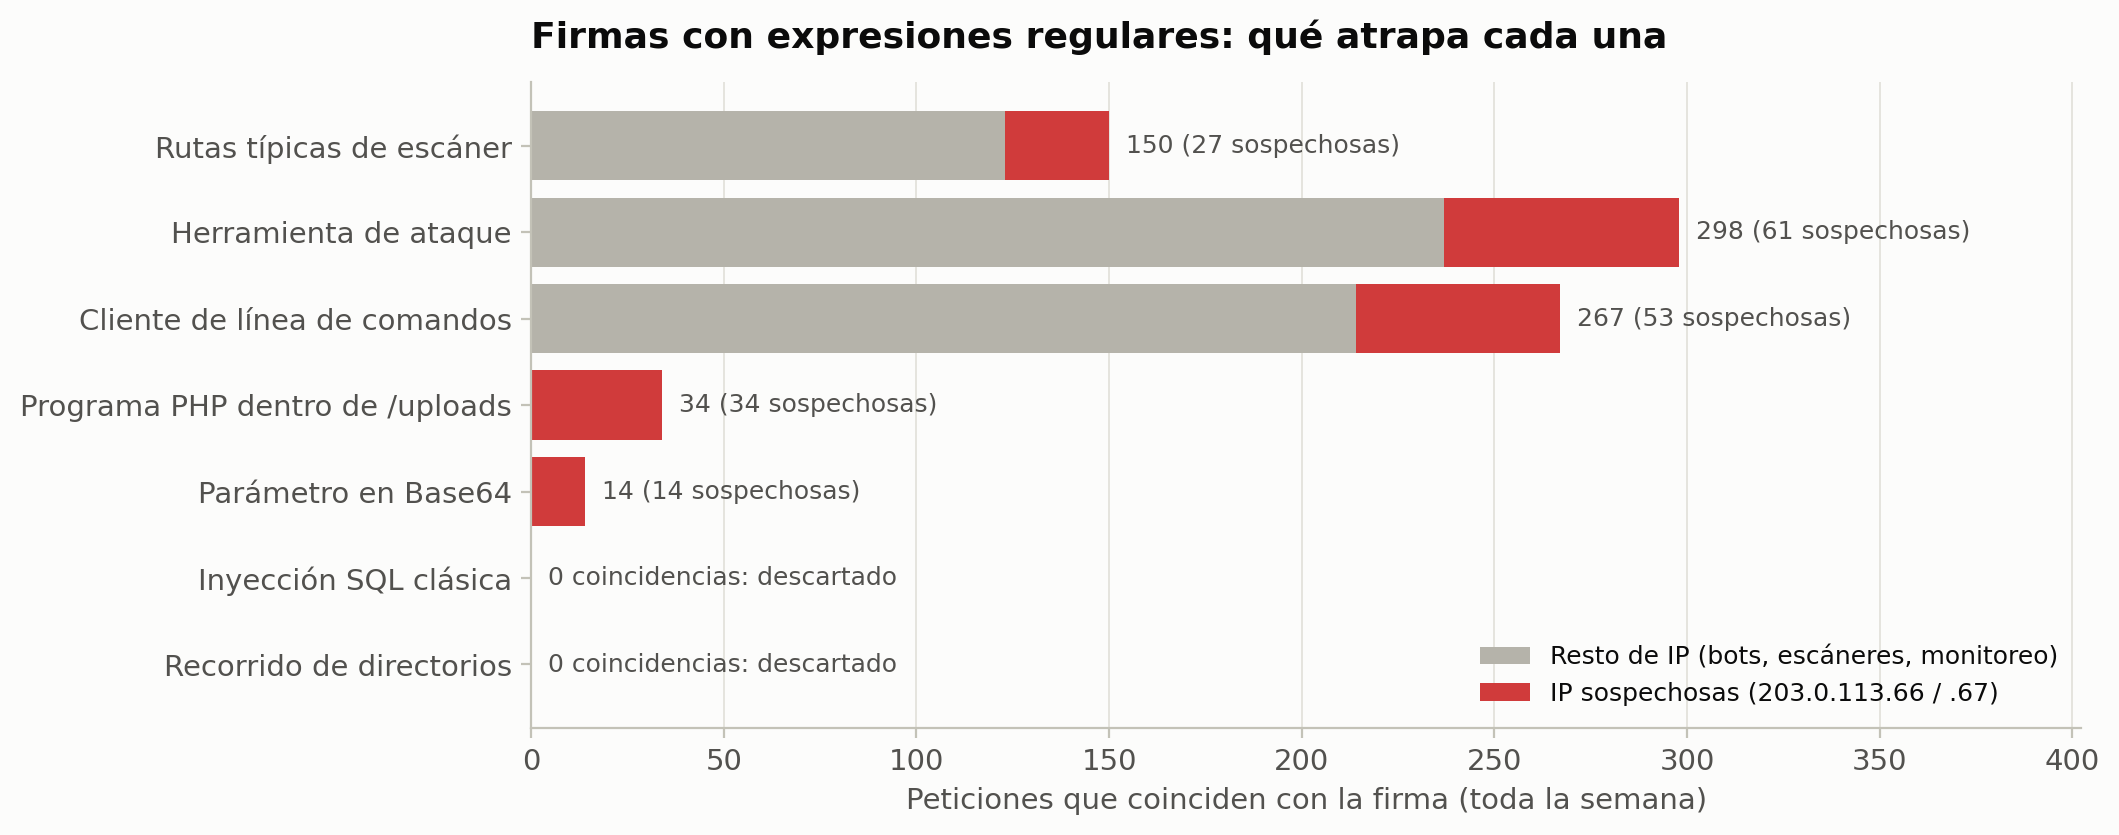 Firmas con expresiones regulares: qué atrapa cada una
Rutas típicas de escáner
150 (27 sospechosas)
Herramienta de ataque
298 (61 sospechosas)
Cliente de línea de comandos
267 (53 sospechosas)
Programa PHP dentro de /uploads
34 (34 sospechosas)
Parámetro en Base64
14 (14 sospechosas)
Inyección SQL clásica
0 coincidencias: descartado
Recorrido de directorios
0 coincidencias: descartado
Resto de IP (bots, escáneres, monitoreo)
IP sospechosas (203.0.113.66 / .67)
0 50 100 150 200 250 300 350 400
Peticiones que coinciden con la firma (toda la semana)